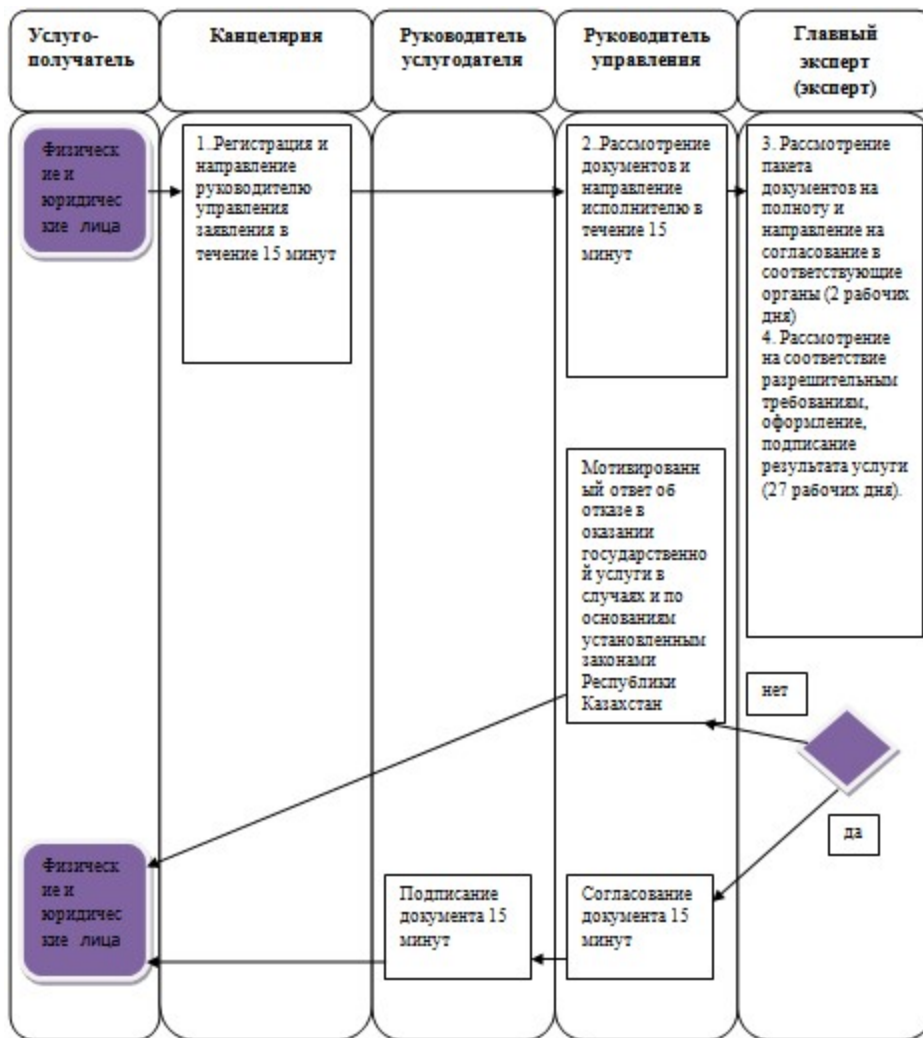 Услуго-
получатель
Канцелярия
Руководитель
услугодателя
Руководитель
управления
Главный
эксперт
(эксперт)
Физическ
ие и
юридичес
кие лица
1..Регистрация и
направление
руководителю
управления
заявления в
течение 15 минут
2..Рассмотрение
документов и
направление
исполнителю в
течение 15
минут
3. Рассмотрение
пакета
документов на
полноту и
направление на
согласование в
соответствующие
органы (2 рабочих
дня)
4. Рассмотрение
на соответствие
разрешительным
требованиям,
оформление,
подписание
результата услуги
(27 рабочих дня).
Мотивированн
ый ответ об
отказе в
оказании
государственно
й услуги в
случаях и по
основаниям
установленным
законами
Республики
Казахстан
нет
да
Физическ
ие и
юридичес
кие лица
Подписание
документа 15
минут
Согласование
документа 15
минут